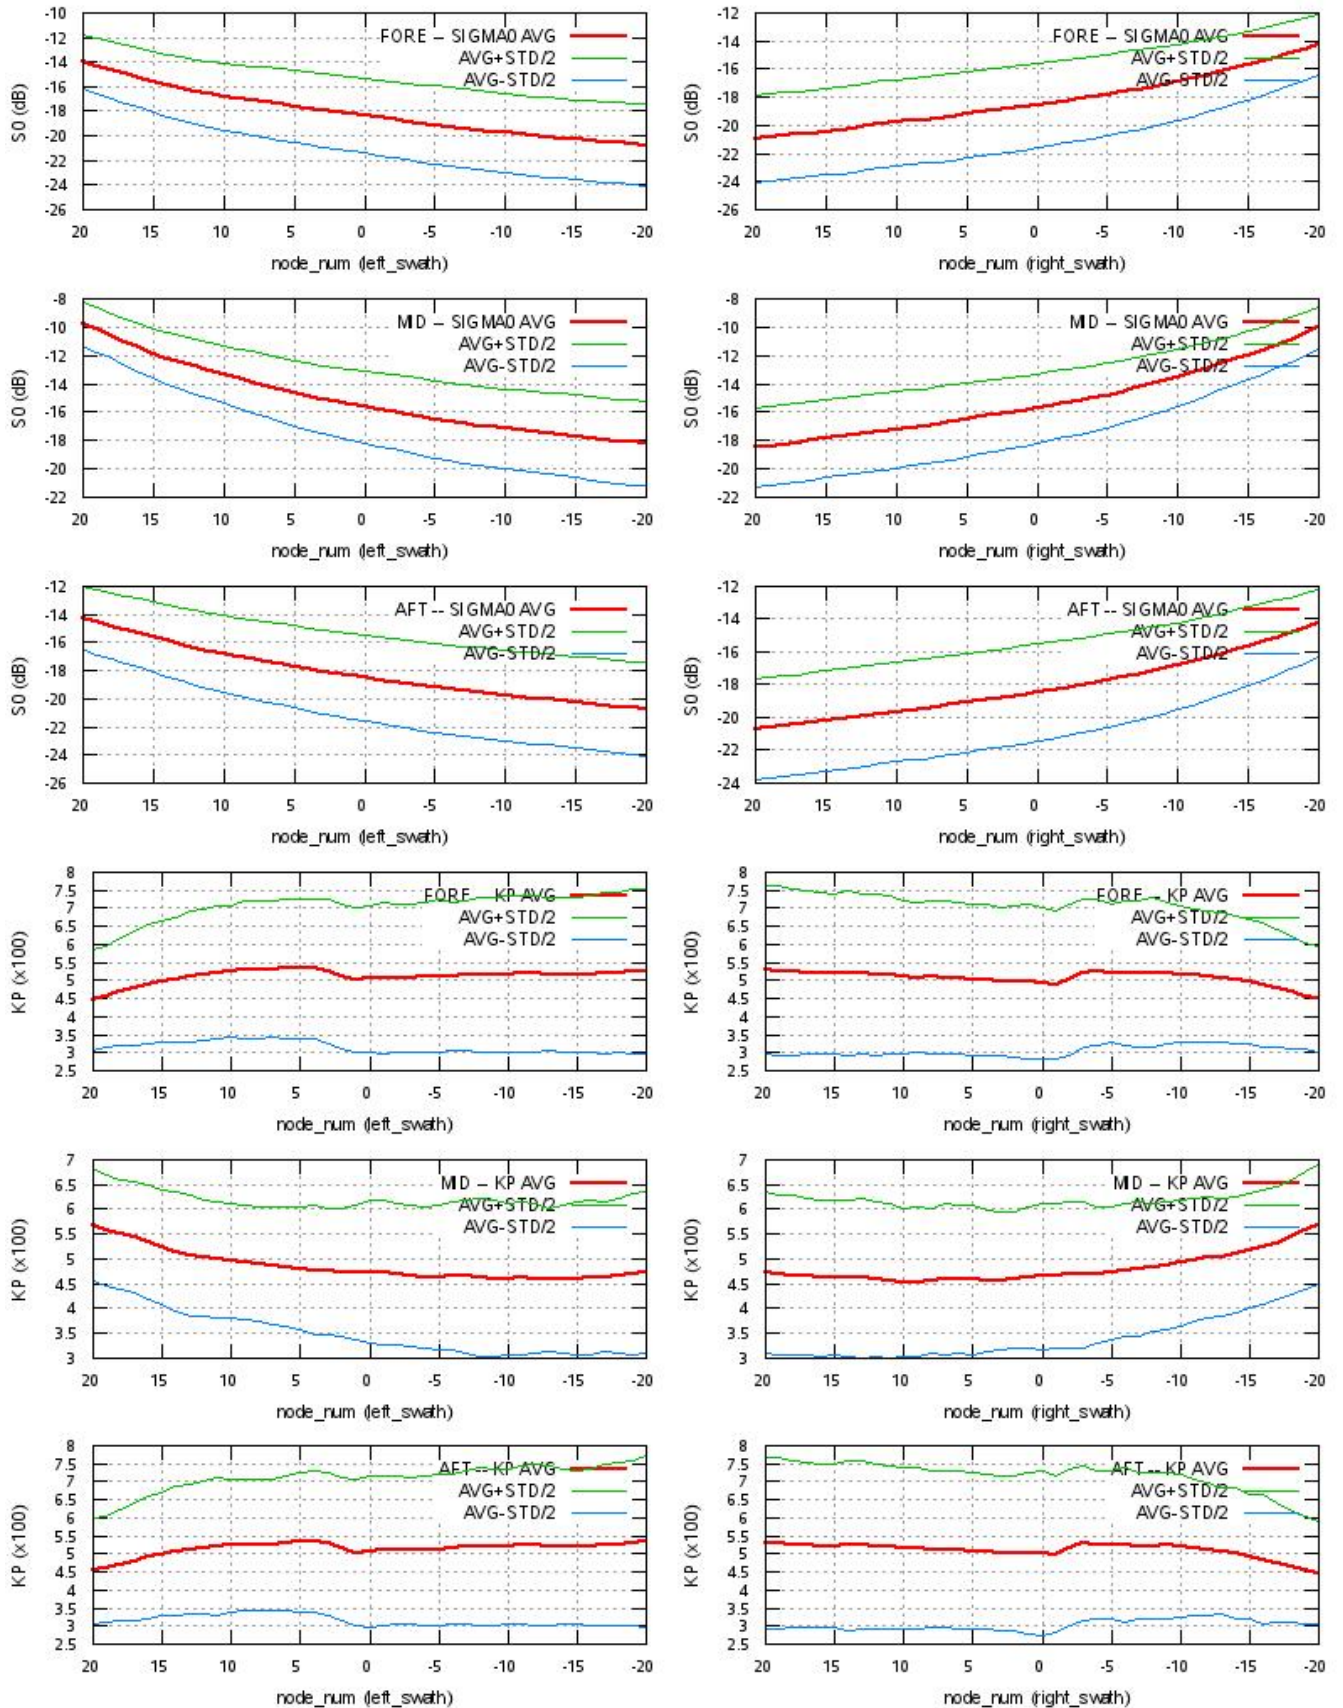 -10
-12
-14
-16
-18
-20
-22
-24
-26
S0 (dB)
FORE -- SIGMA0 AVG
AVG+STD/2
AVG-STD/2
20 15 10 5 0 -5 -10 -15 -20
node_num (left_swath)
-12
-14
-16
-18
-20
-22
-24
-26
S0 (dB)
FORE -- SIGMA0 AVG
AVG+STD/2
AVG-STD/2
20 15 10 5 0 -5 -10 -15 -20
node_num (right_swath)
-8
-10
-12
-14
-16
-18
-20
-22
S0 (dB)
MID -- SIGMA0 AVG
AVG+STD/2
AVG-STD/2
20 15 10 5 0 -5 -10 -15 -20
node_num (left_swath)
-8
-10
-12
-14
-16
-18
-20
-22
S0 (dB)
MID -- SIGMA0 AVG
AVG+STD/2
AVG-STD/2
20 15 10 5 0 -5 -10 -15 -20
node_num (right_swath)
-12
-14
-16
-18
-20
-22
-24
-26
S0 (dB)
AFT -- SIGMA0 AVG
AVG+STD/2
AVG-STD/2
20 15 10 5 0 -5 -10 -15 -20
node_num (left_swath)
-12
-14
-16
-18
-20
-22
-24
S0 (dB)
AFT -- SIGMA0 AVG
AVG+STD/2
AVG-STD/2
20 15 10 5 0 -5 -10 -15 -20
node_num (right_swath)
8
7.5
7
6.5
6
5.5
5
4.5
4
3.5
3
2.5
KP (x100)
FORE -- KP AVG
AVG+STD/2
AVG-STD/2
20 15 10 5 0 -5 -10 -15 -20
node_num (left_swath)
8
7.5
7
6.5
6
5.5
5
4.5
4
3.5
3
2.5
KP (x100)
FORE -- KP AVG
AVG+STD/2
AVG-STD/2
20 15 10 5 0 -5 -10 -15 -20
node_num (right_swath)
7
6.5
6
5.5
5
4.5
4
3.5
3
KP (x100)
MID -- KP AVG
AVG+STD/2
AVG-STD/2
20 15 10 5 0 -5 -10 -15 -20
node_num (left_swath)
7
6.5
6
5.5
5
4.5
4
3.5
3
KP (x100)
MID -- KP AVG
AVG+STD/2
AVG-STD/2
20 15 10 5 0 -5 -10 -15 -20
node_num (right_swath)
8
7.5
7
6.5
6
5.5
5
4.5
4
3.5
3
2.5
KP (x100)
AFT -- KP AVG
AVG+STD/2
AVG-STD/2
20 15 10 5 0 -5 -10 -15 -20
node_num (left_swath)
8
7.5
7
6.5
6
5.5
5
4.5
4
3.5
3
2.5
KP (x100)
AFT -- KP AVG
AVG+STD/2
AVG-STD/2
20 15 10 5 0 -5 -10 -15 -20
node_num (right_swath)